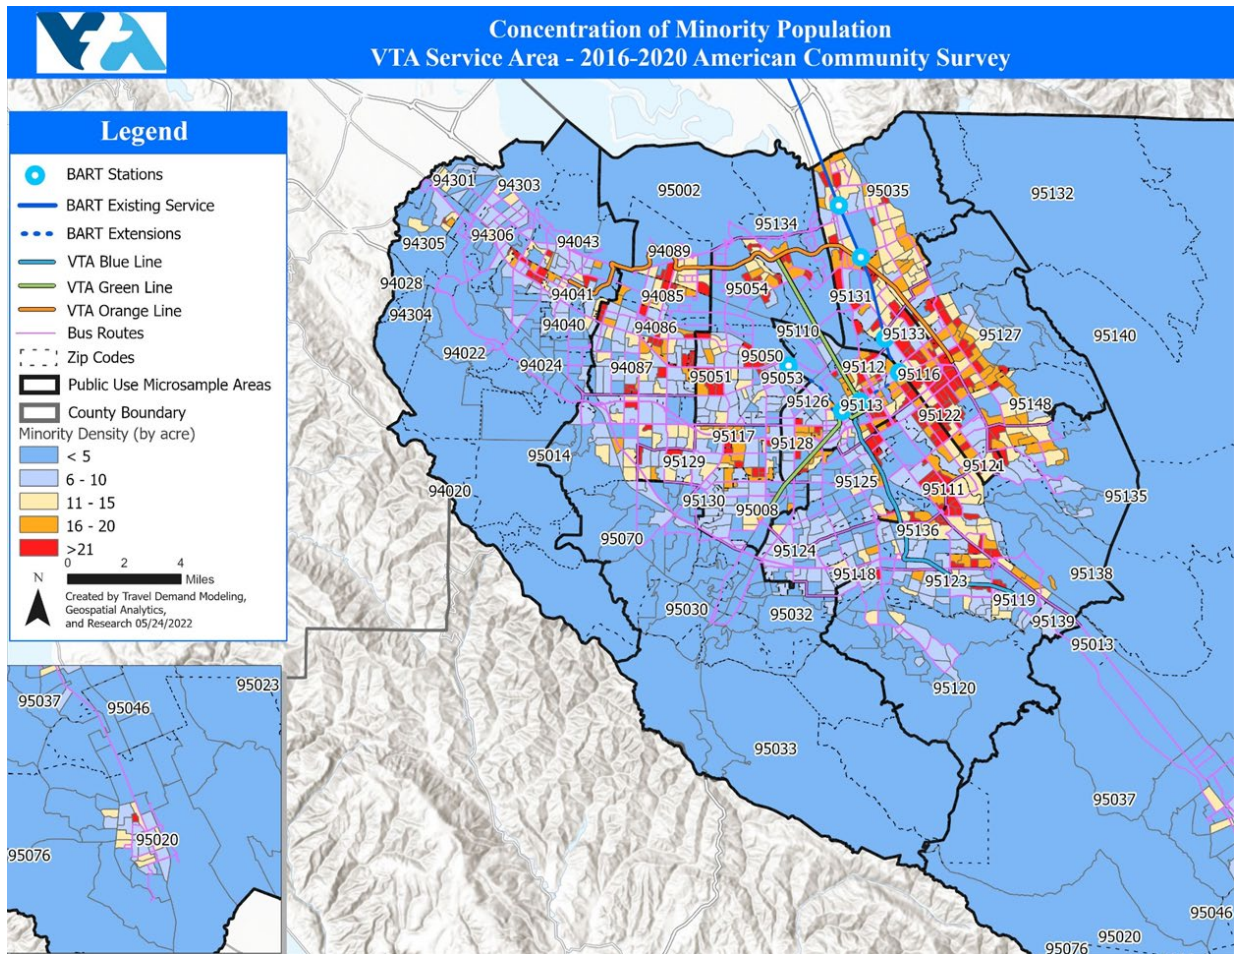 VTA
Concentration of Minority Population
VTA Service Area - 2016-2020 American Community Survey
Legend
BART Stations
BART Existing Service
BART Extensions
VTA Blue Line
VTA Green Line
VTA Orange Line
Bus Routes
Zip Codes
Public Use Microsample Areas
County Boundary
Minority Density (by acre)
< 5
6 - 10
11 - 15
16 - 20
>21
N
0 2 4
Miles
Created by Travel Demand Modeling,
Geospatial Analytics,
and Research 05/24/2022
94301
94303
95002
95035
95132
94305
94306
94043
95134
94089
94028
94304
94041
94085
95054
95131
94040
94086
95110
95133
95127
95140
94022
94024
94087
95050
95051
95053
95112
95116
95126
95113
95122
95148
95117
95128
95014
95129
95121
95125
95111
94020
95130
95008
95135
95070
95136
95124
95118
95123
95138
95119
95030
95032
95139
95013
95120
95033
95037
95046
95020
95076
95037
95046
95023
95020
95076